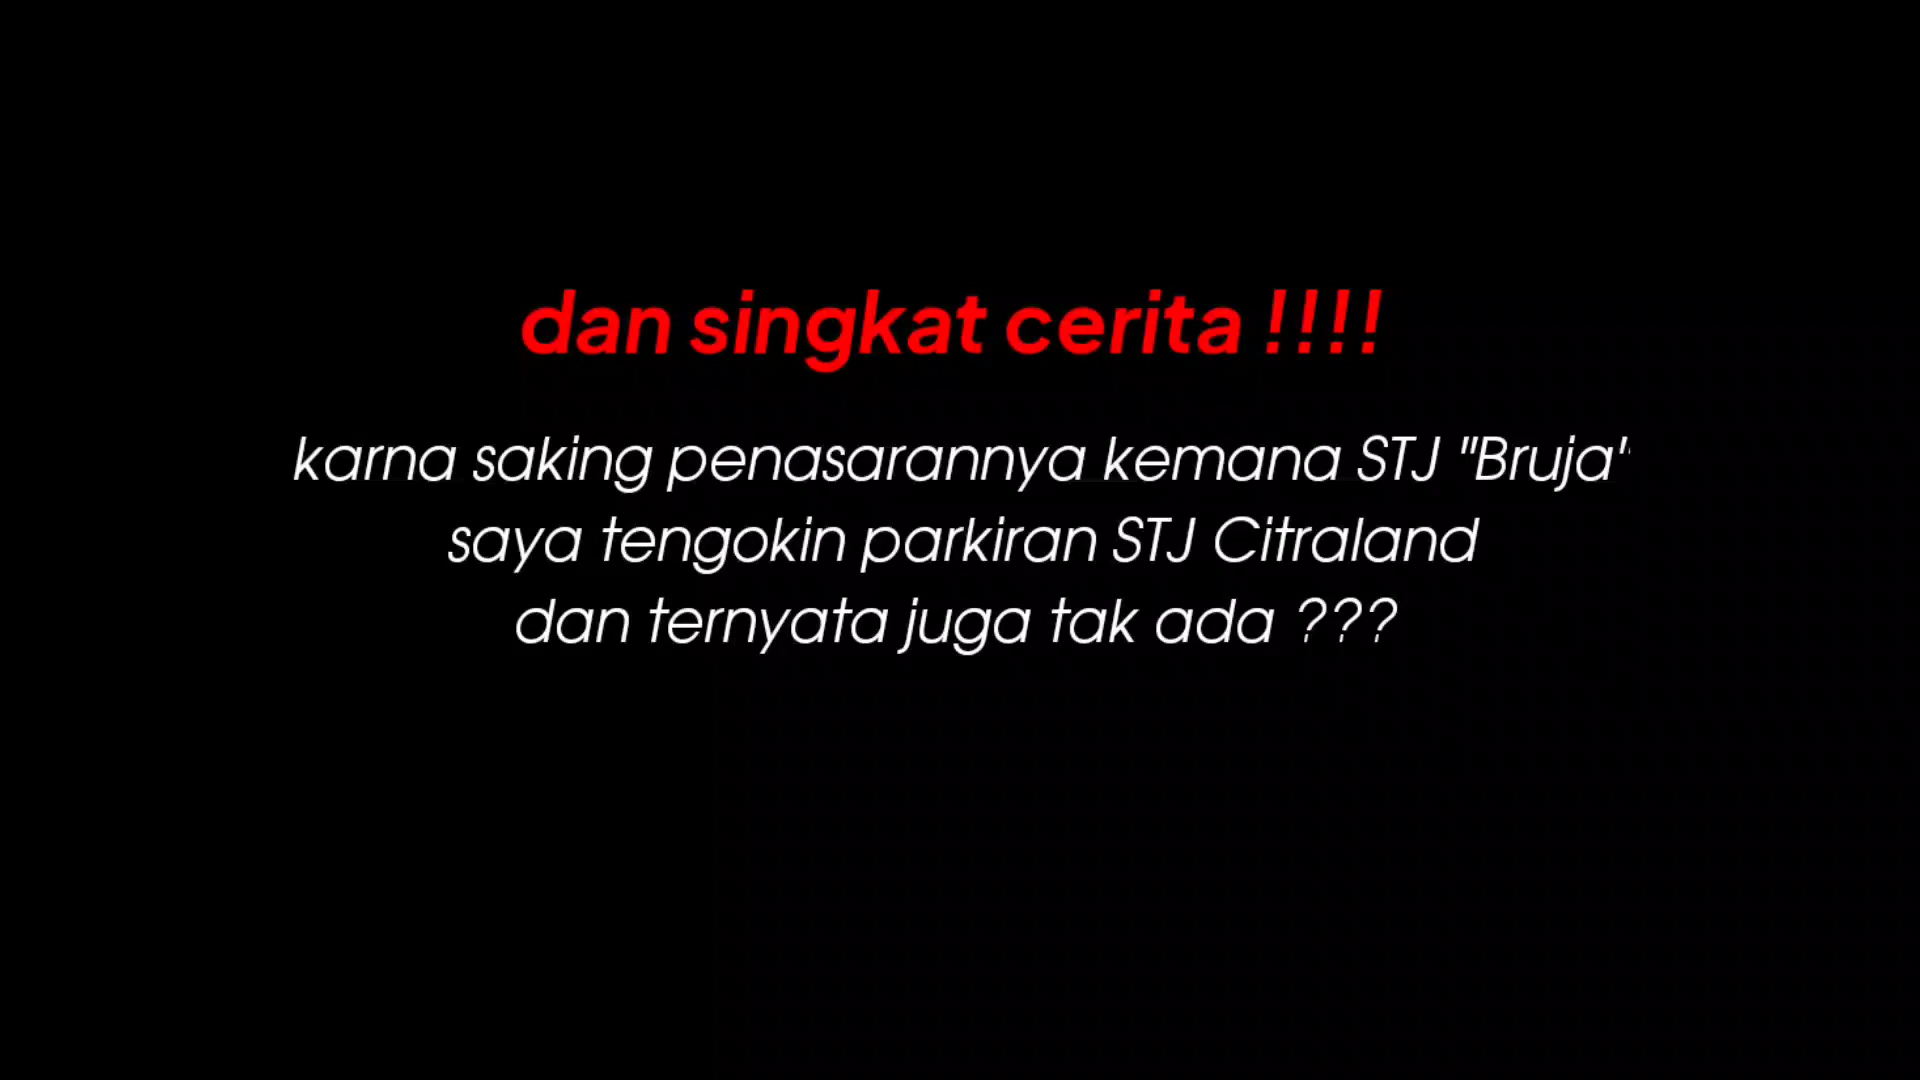 dan singkat cerita !!!!
karna saking penasarannya kemana STJ "Bruja"
saya tengokin parkiran STJ Citraland
dan ternyata juga tak ada ???